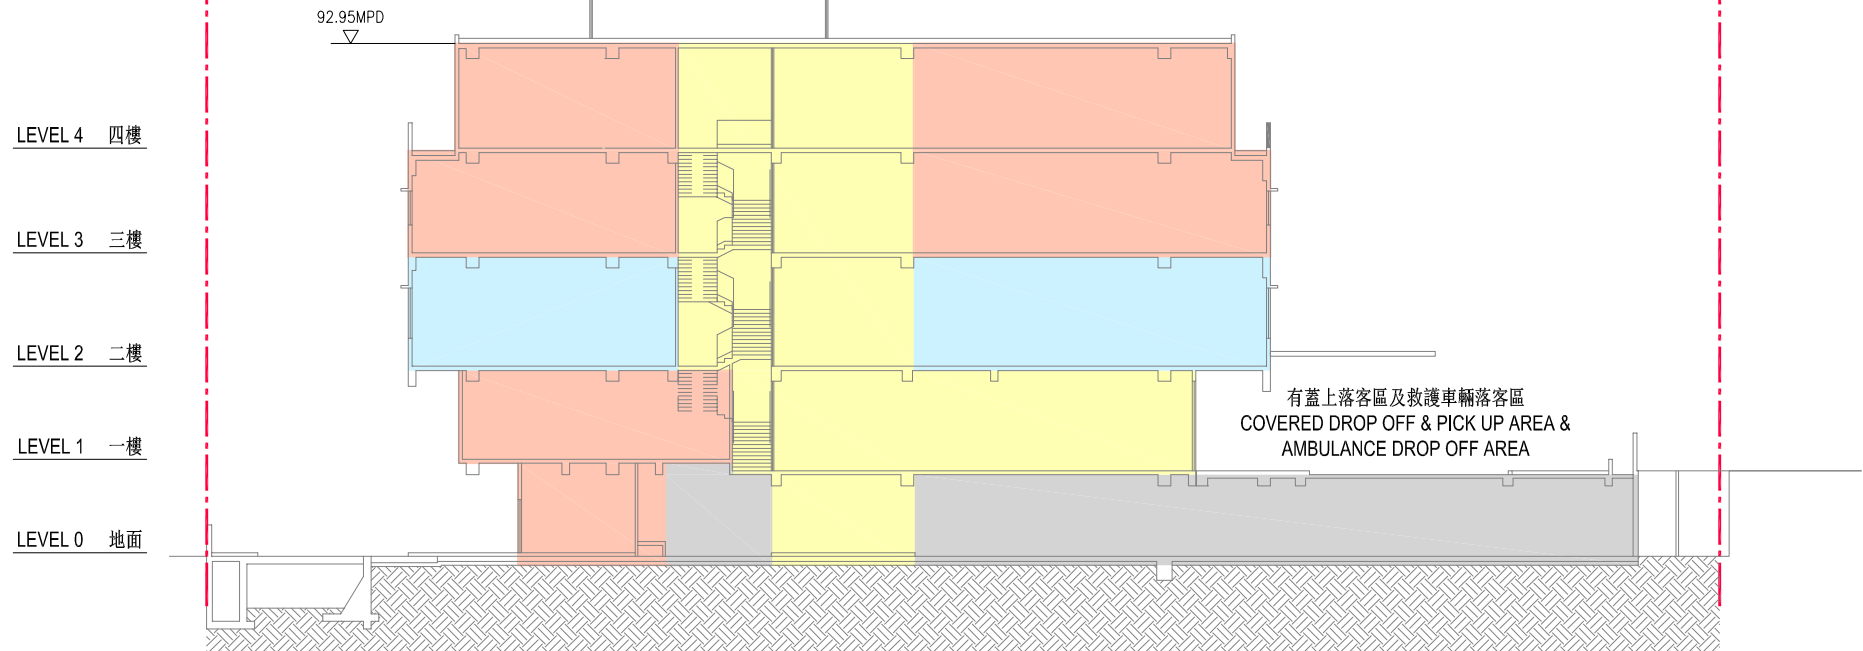 92.95MPD
LEVEL 4 四樓
LEVEL 3 三樓
LEVEL 2 二樓
有蓋上落客區及救護車輛落客區
COVERED DROP OFF & PICK UP AREA &
AMBULANCE DROP OFF AREA
LEVEL 1 一樓
LEVEL 0 地面